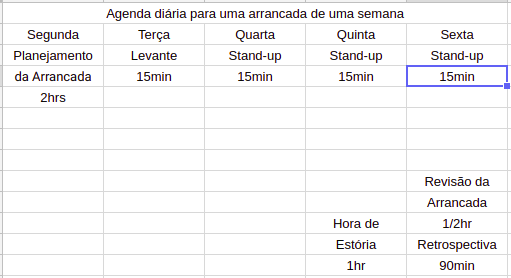 Agenda diária para uma arrancada de uma semana
Segunda Terça Quarta Quinta Sexta
Planejamento Levante Stand-up Stand-up Stand-up
da Arrancada 15min 15min 15min 15min
2hrs
Revisão da
Arrancada
Hora de 1/2hr
Estória Retrospectiva
1hr 90min